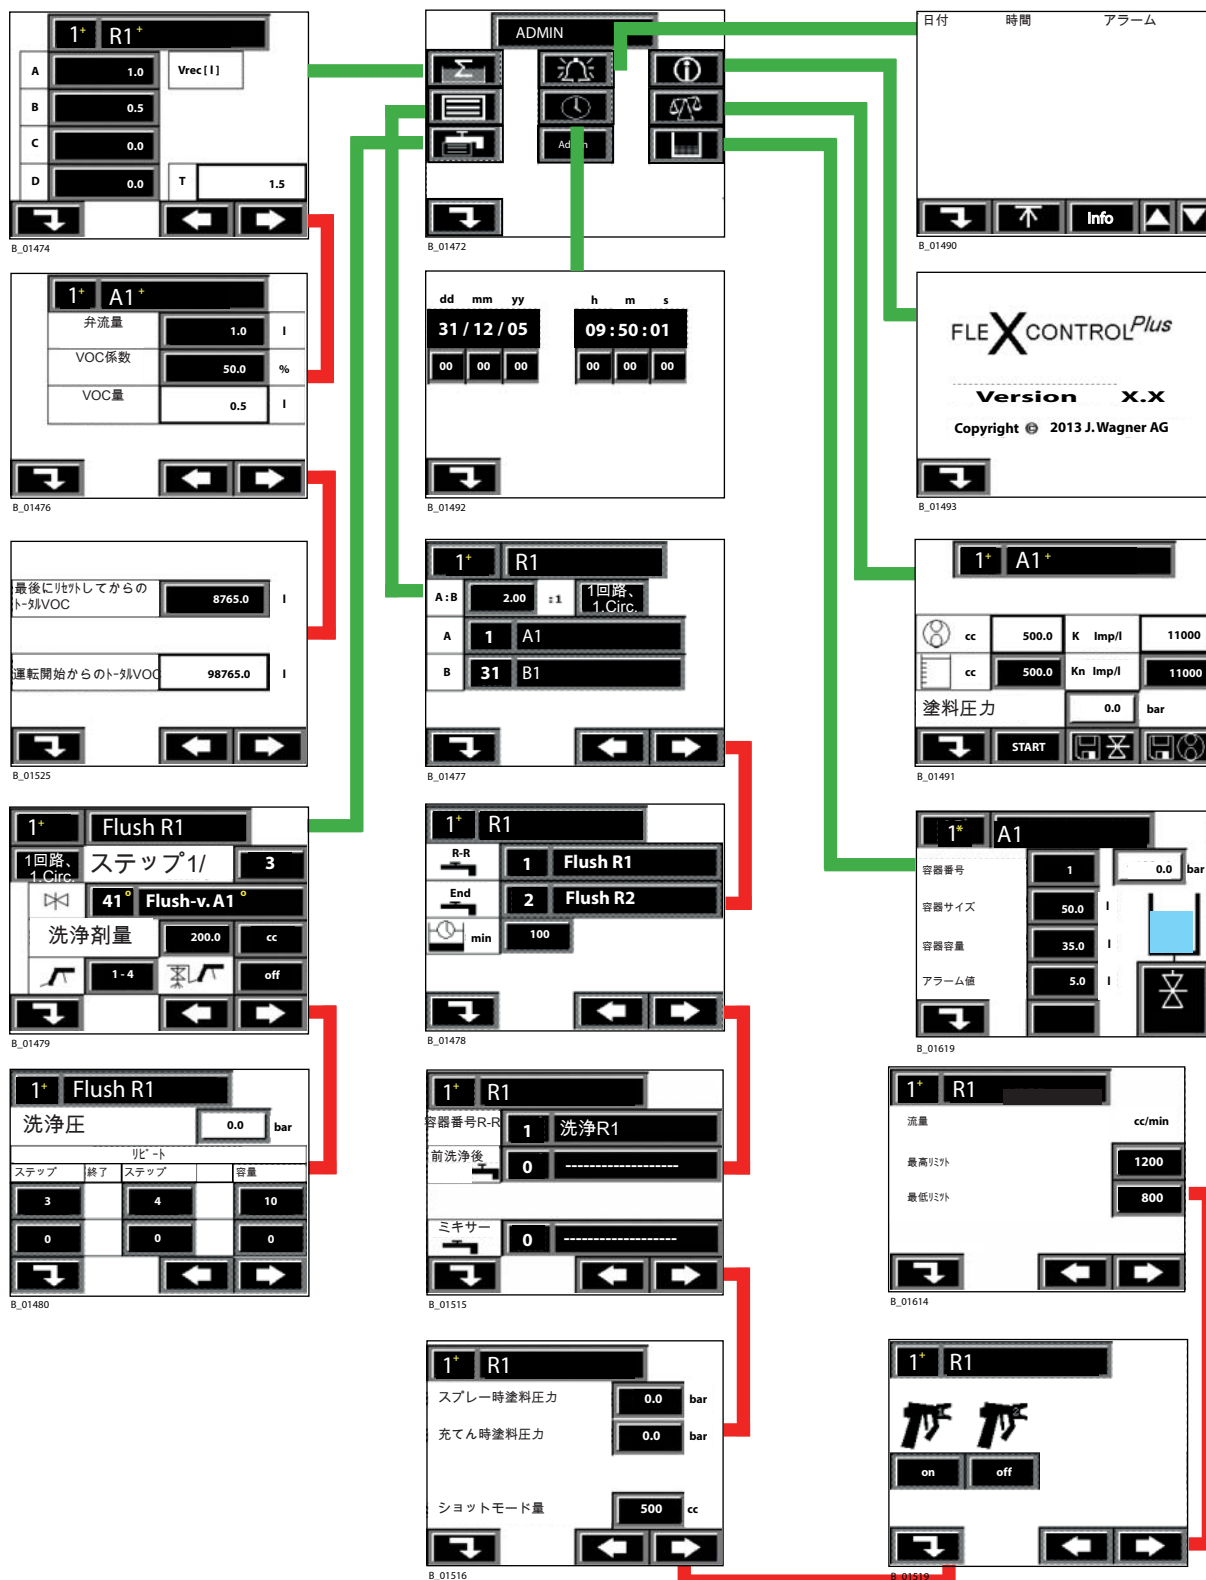 1+ R1+
A 1.0 Vrec [ l ]
B 0.5
C 0.0
D 0.0 T 1.5
B_01474
1+ A1+
弁流量 1.0 l
VOC係数 50.0 %
VOC量 0.5 l
B_01476
最後にリセットしてからの
トータルVOC 8765.0 l
運転開始からのトータルVOC 98765.0 l
B_01525
1+ Flush R1
1回路、
1.Circ. ステップ1/ 3
41° Flush-v. A1°
洗浄剤量 200.0 cc
1 - 4 off
B_01479
1+ Flush R1
洗浄圧 0.0 bar
リピート
ステップ 終了 ステップ 容量
3 4 10
0 0 0
B_01480
ADMIN
Σ
B_01472
dd mm yy h m s
31 / 12 / 05 09 : 50 : 01
00 00 00 00 00 00
B_01492
1+ R1
A : B 2.00 : 1 1回路、
1.Circ.
A 1 A1
B 31 B1
B_01477
1+ R1
R-R 1 Flush R1
End 2 Flush R2
min 100
B_01478
1+ R1
容器番号R-R 1 洗浄R1
前洗浄後 0 -------------------
ミキサー 0 -------------------
B_01515
1+ R1
スプレー時塗料圧力 0.0 bar
充てん時塗料圧力 0.0 bar
ショットモード量 500 cc
B_01516
日付 時間 アラーム
Info
B_01490
FLEXCONTROL Plus
Version X.X
Copyright © 2013 J. Wagner AG
B_01493
1+ A1+
cc 500.0 K Imp/l 11000
cc 500.0 Kn Imp/l 11000
塗料圧力 0.0 bar
START
B_01491
1* A1
容器番号 1 0.0 bar
容器サイズ 50.0 l
容器容量 35.0 l
アラーム値 5.0 l
B_01619
1+ R1
流量 cc/min
最高リミット 1200
最低リミット 800
B_01614
1+ R1
1 2
on off
B_01519